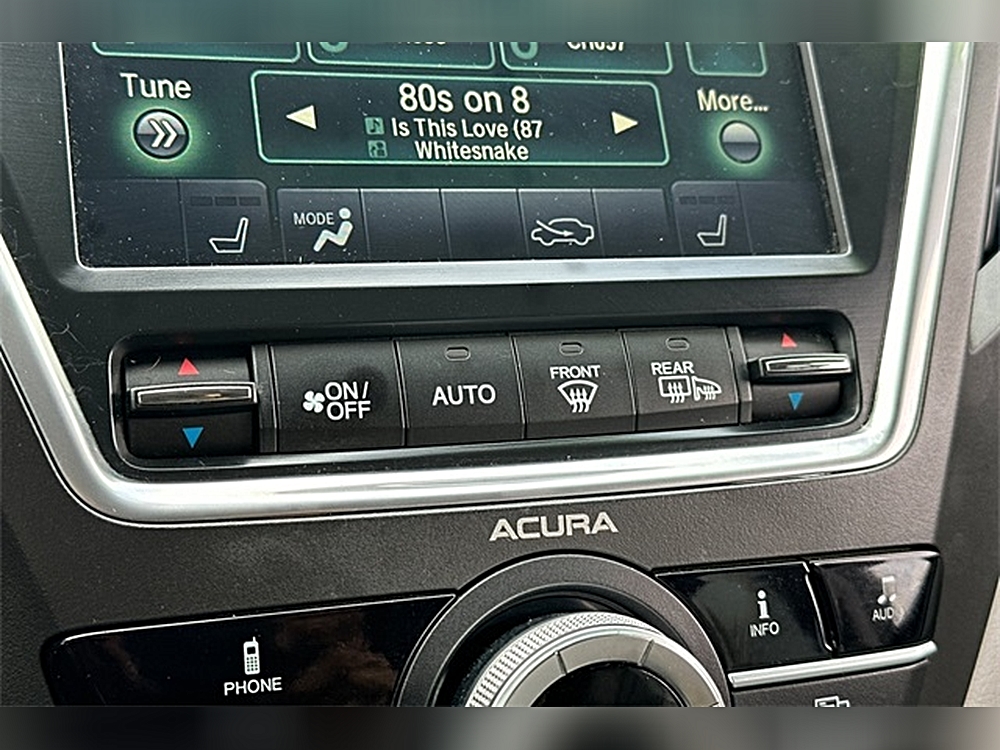 Tune
80s on 8
Is This Love (87
Whitesnake
More...
MODE
ON/
OFF
AUTO
FRONT
REAR
ACURA
PHONE
INFO